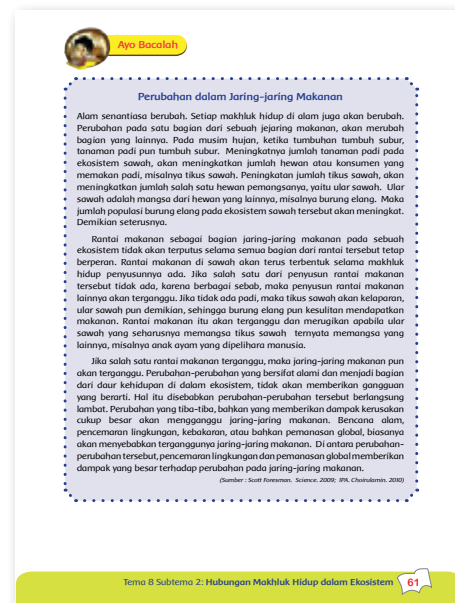 Ayo Bacalah
Perubahan dalam Jaring-jaring Makanan
Alam senantiasa berubah. Setiap makhluk hidup di alam juga akan berubah.
Perubahan pada satu bagian dari sebuah jejaring makanan, akan merubah
bagian yang lainnya. Pada musim hujan, ketika tumbuhan tumbuh subur,
tanaman padi pun tumbuh subur. Meningkatnya jumlah tanaman padi pada
ekosistem sawah, akan meningkatkan jumlah hewan atau konsumen yang
memakan padi, misalnya tikus sawah. Peningkatan jumlah tikus sawah, akan
meningkatkan jumlah salah satu hewan pemangsanya, yaitu ular sawah. Ular
sawah adalah mangsa dari hewan yang lainnya, misalnya burung elang. Maka
jumlah populasi burung elang pada ekosistem sawah tersebut akan meningkat.
Demikian seterusnya.
Rantai makanan sebagai bagian jaring-jaring makanan pada sebuah
ekosistem tidak akan terputus selama semua bagian dari rantai tersebut tetap
berperan. Rantai makanan di sawah akan terus terbentuk selama makhluk
hidup penyusunnya ada. Jika salah satu dari penyusun rantai makanan
tersebut tidak ada, karena berbagai sebab, maka penyusun rantai makanan
lainnya akan terganggu. Jika tidak ada padi, maka tikus sawah akan kelaparan,
ular sawah pun demikian, sehingga burung elang pun kesulitan mendapatkan
makanan. Rantai makanan itu akan terganggu dan merugikan apabila ular
sawah yang seharusnya memangsa tikus sawah ternyata memangsa yang
lainnya, misalnya anak ayam yang dipelihara manusia.
Jika salah satu rantai makanan terganggu, maka jaring-jaring makanan pun
akan terganggu. Perubahan-perubahan yang bersifat alami dan menjadi bagian
dari daur kehidupan di dalam ekosistem, tidak akan memberikan gangguan
yang berarti. Hal itu disebabkan perubahan-perubahan tersebut berlangsung
lambat. Perubahan yang tiba-tiba, bahkan yang memberikan dampak kerusakan
cukup besar akan mengganggu jaring-jaring makanan. Bencana alam,
pencemaran lingkungan, kebakaran, atau bahkan pemanasan global, biasanya
akan menyebabkan terganggunya jaring-jaring makanan. Di antara perubahan-
perubahan tersebut, pencemaran lingkungan dan pemanasan global memberikan
dampak yang besar terhadap perubahan pada jaring-jaring makanan.
(Sumber : Scott Foresman. Science. 2009; IPA. Choirulamin. 2010)
Tema 8 Subtema 2: Hubungan Makhluk Hidup dalam Ekosistem 61